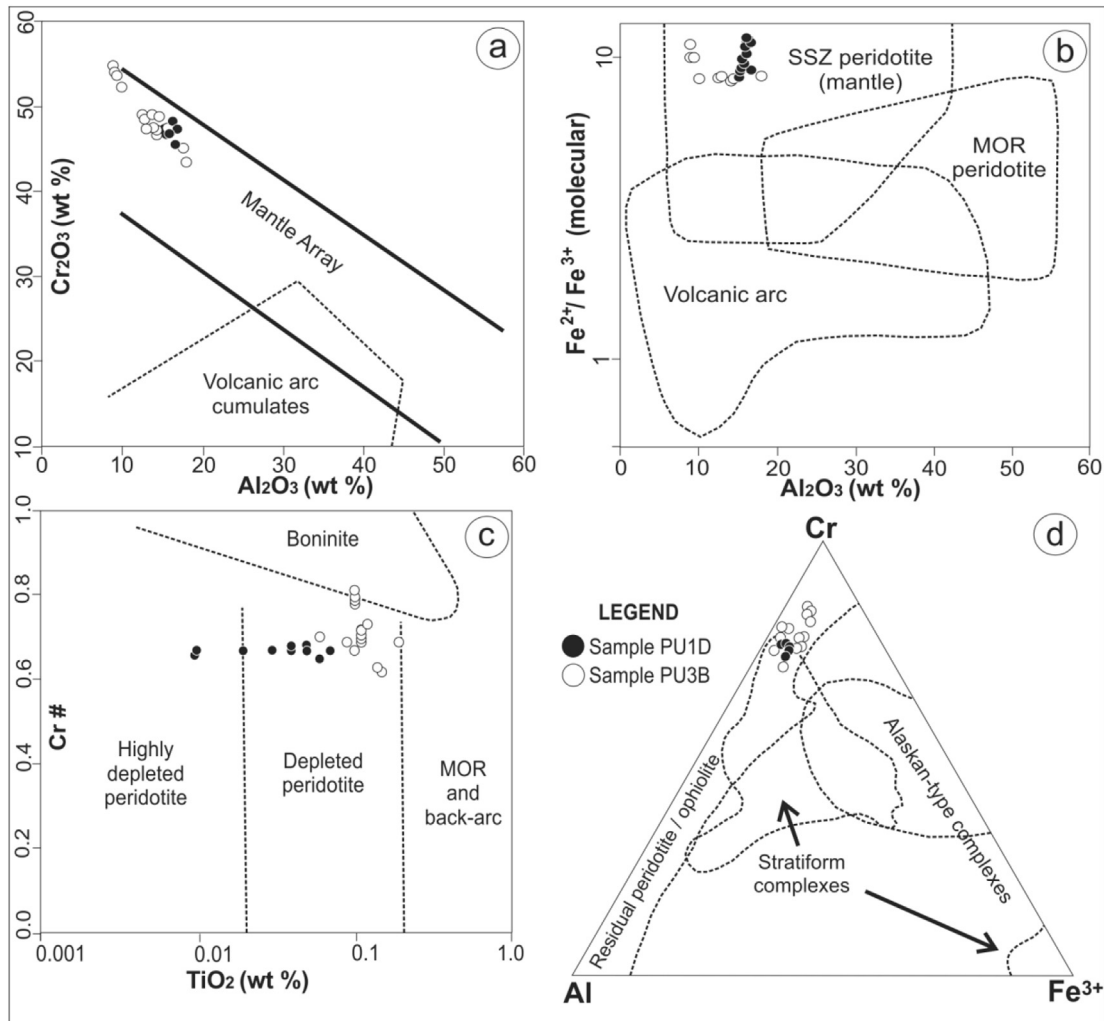 a
Cr2O3 (wt %)
60
50
40
30
20
10
Mantle Array
Volcanic arc
cumulates
0
10
20
30
40
50
60
Al2O3 (wt %)
b
Fe2+/ Fe3+ (molecular)
10
1
SSZ peridotite
(mantle)
MOR
peridotite
Volcanic arc
0
10
20
30
40
50
60
Al2O3 (wt %)
c
Cr #
1.0
0.8
0.6
0.4
0.2
0.0
Boninite
Highly
depleted
peridotite
Depleted
peridotite
MOR
and
back-arc
0.001
0.01
0.1
1.0
TiO2 (wt %)
d
Cr
LEGEND
Sample PU1D
Sample PU3B
Residual peridotite / ophiolite
Alaskan-type complexes
Stratiform
complexes
Al
Fe3+